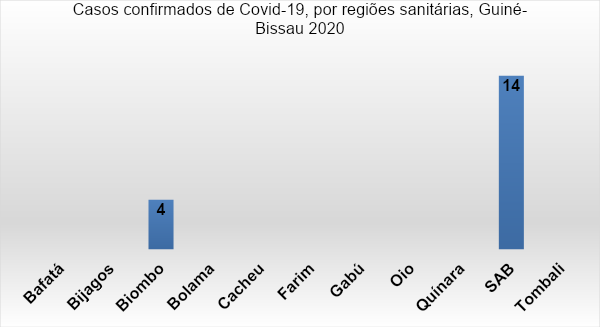 Casos confirmados de Covid-19, por regiões sanitárias, Guiné-
Bissau 2020
14
4
Bafatá
Bijagos
Biombo
Bolama
Cacheu
Farim
Gabú
Oio
Quínara
SAB
Tombali